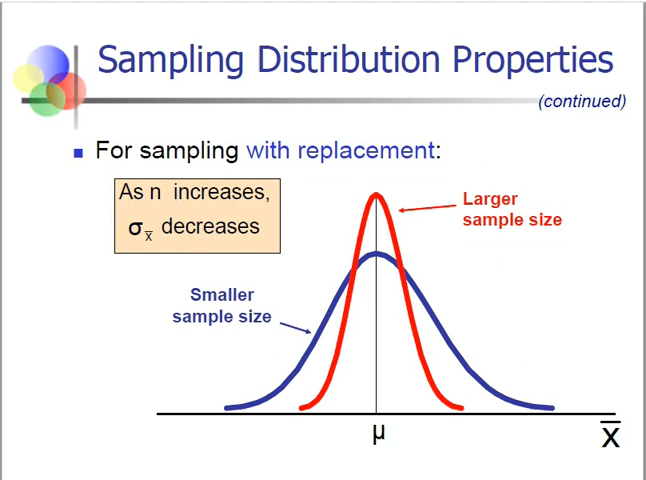 Sampling Distribution Properties
(continued)
For sampling with replacement:
As n increases,
σx̅ decreases
Larger
sample size
Smaller
sample size
μ
x̅